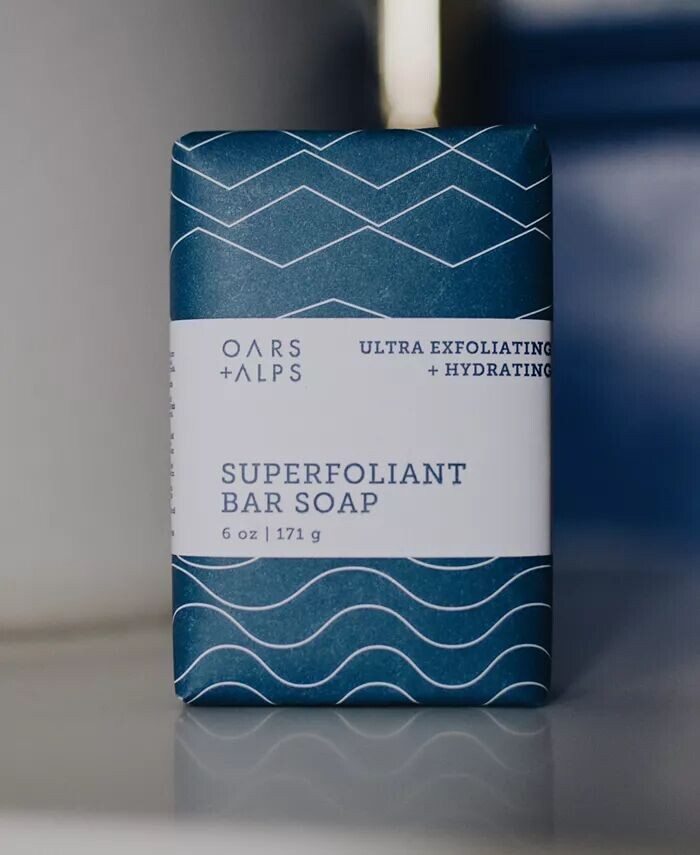 OARS
+ALPS
ULTRA EXFOLIATING
+ HYDRATING
SUPERFOLIANT
BAR SOAP
6 oz | 171 g